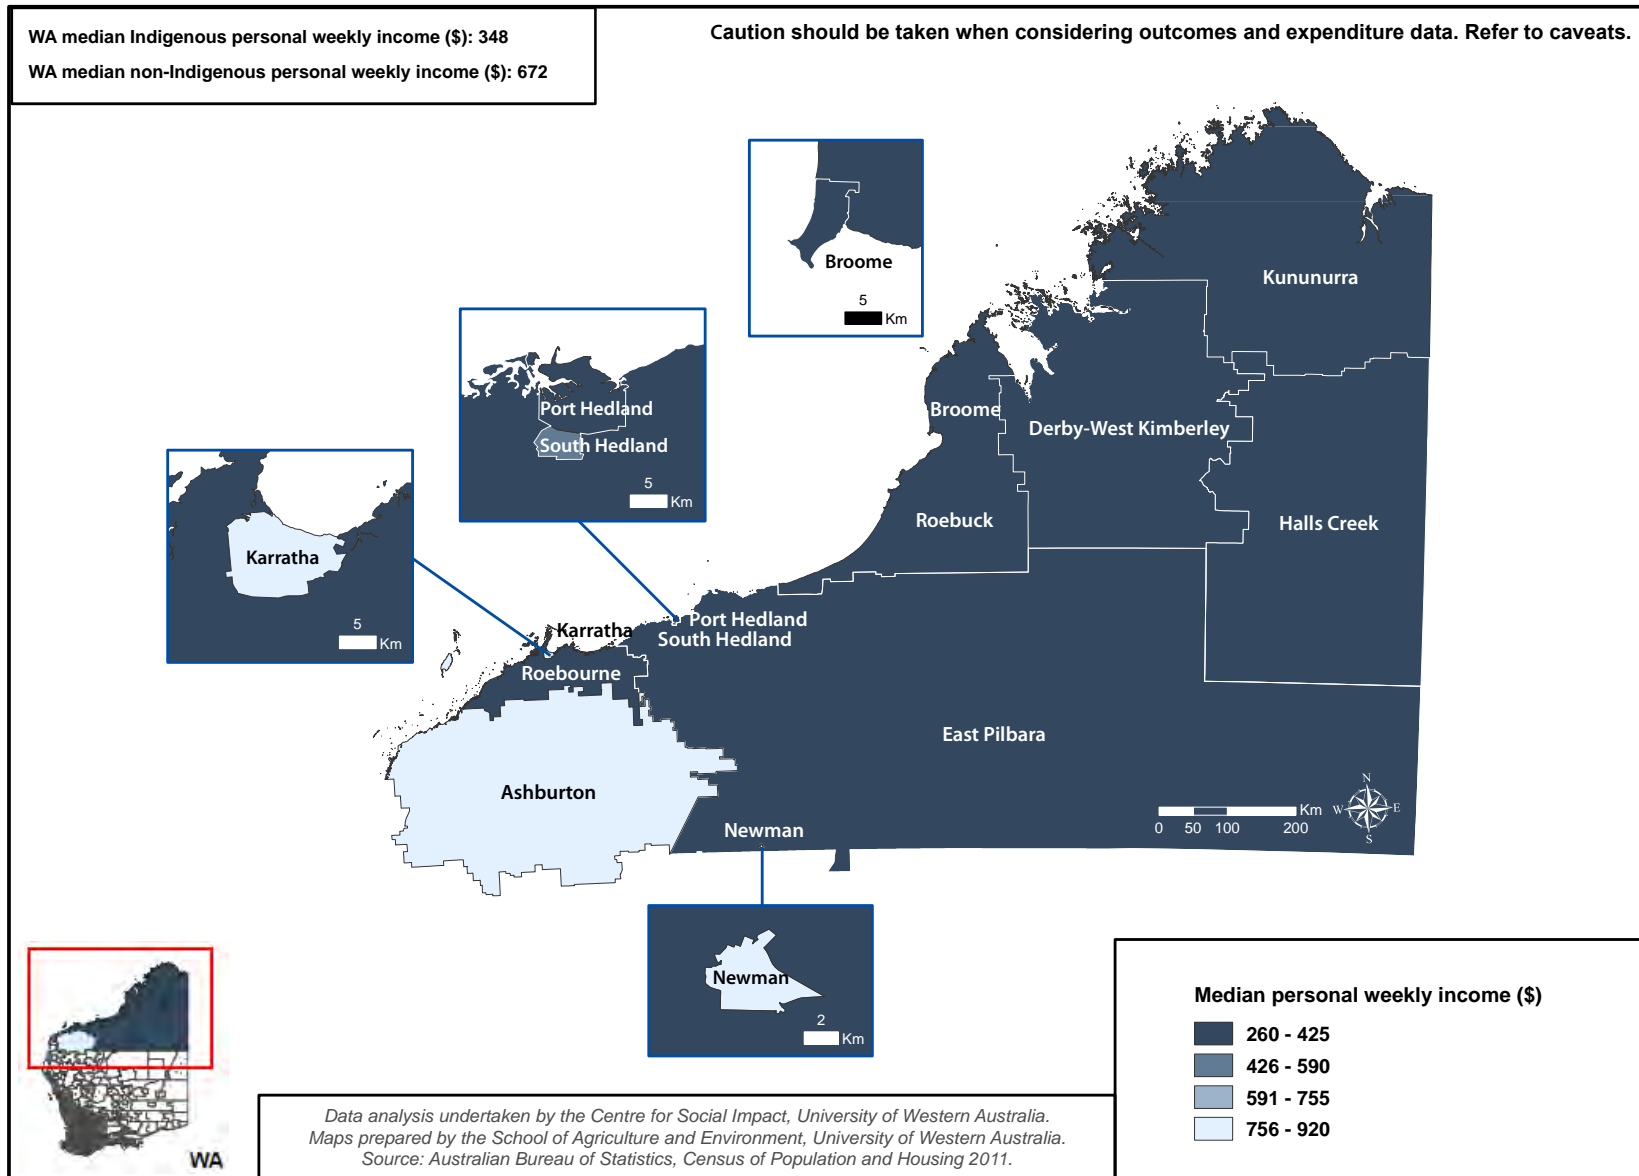 WA median Indigenous personal weekly income ($): 348
WA median non-Indigenous personal weekly income ($): 672
Caution should be taken when considering outcomes and expenditure data. Refer to caveats.
Broome
5
Km
Kununurra
Port Hedland
South Hedland
5
Km
Broome
Derby-West Kimberley
Karratha
5
Km
Roebuck
Halls Creek
Port Hedland
South Hedland
Karratha
Roebourne
East Pilbara
Ashburton
Newman
N
W
E
S
Km
0 50 100 200
Newman
2
Km
WA
Median personal weekly income ($)
260 - 425
426 - 590
591 - 755
756 - 920
Data analysis undertaken by the Centre for Social Impact, University of Western Australia.
Maps prepared by the School of Agriculture and Environment, University of Western Australia.
Source: Australian Bureau of Statistics, Census of Population and Housing 2011.